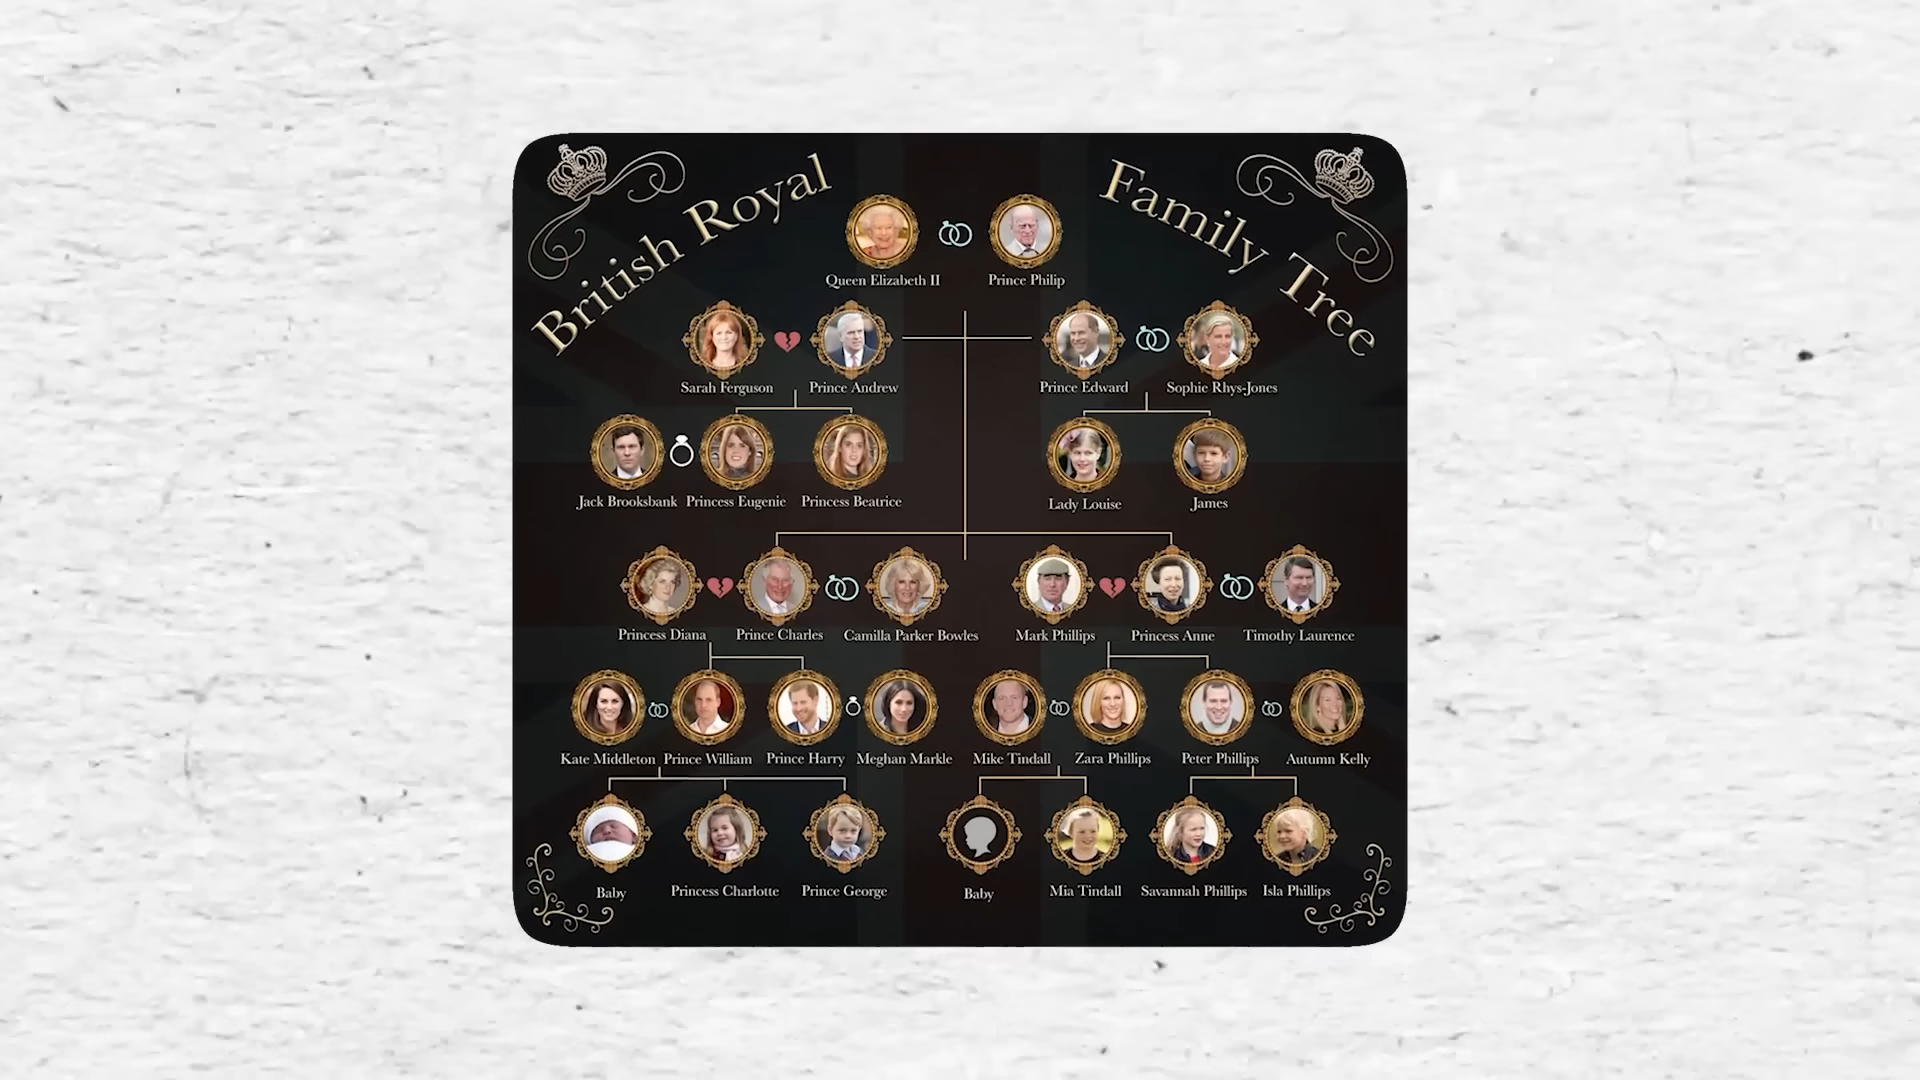 British Royal Family Tree
Queen Elizabeth II Prince Philip
Sarah Ferguson Prince Andrew Prince Edward Sophie Rhys-Jones
Jack Brooksbank Princess Eugenie Princess Beatrice Lady Louise James
Princess Diana Prince Charles Camilla Parker Bowles Mark Phillips Princess Anne Timothy Laurence
Kate Middleton Prince William Prince Harry Meghan Markle Mike Tindall Zara Phillips Peter Phillips Autumn Kelly
Baby Princess Charlotte Prince George Baby Mia Tindall Savannah Phillips Isla Phillips